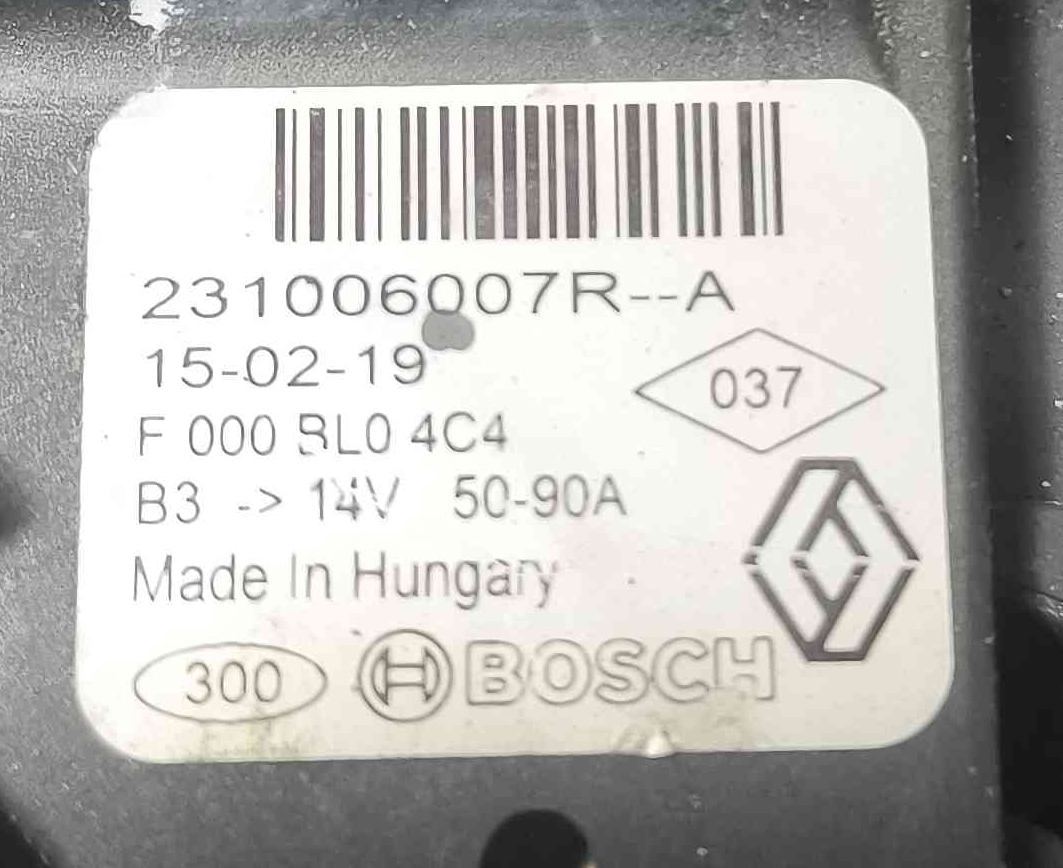 231006007R--A
15-02-19
037
F 000 BL0 4C4
B3 -> 14V 50-90A
Made In Hungary
300 BOSCH